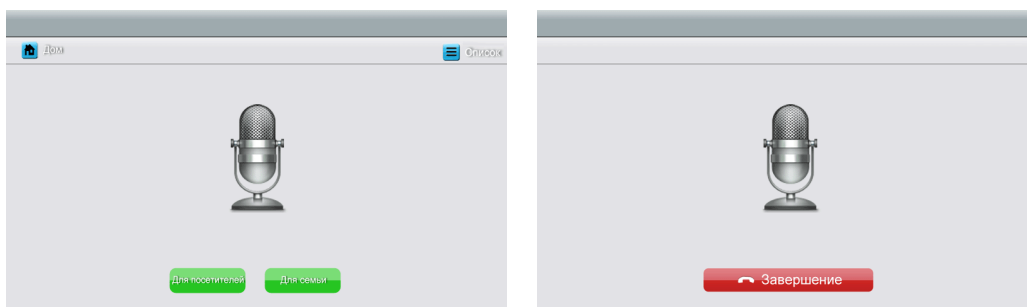 Дом
Список
Для посетителей
Для семьи
Завершение